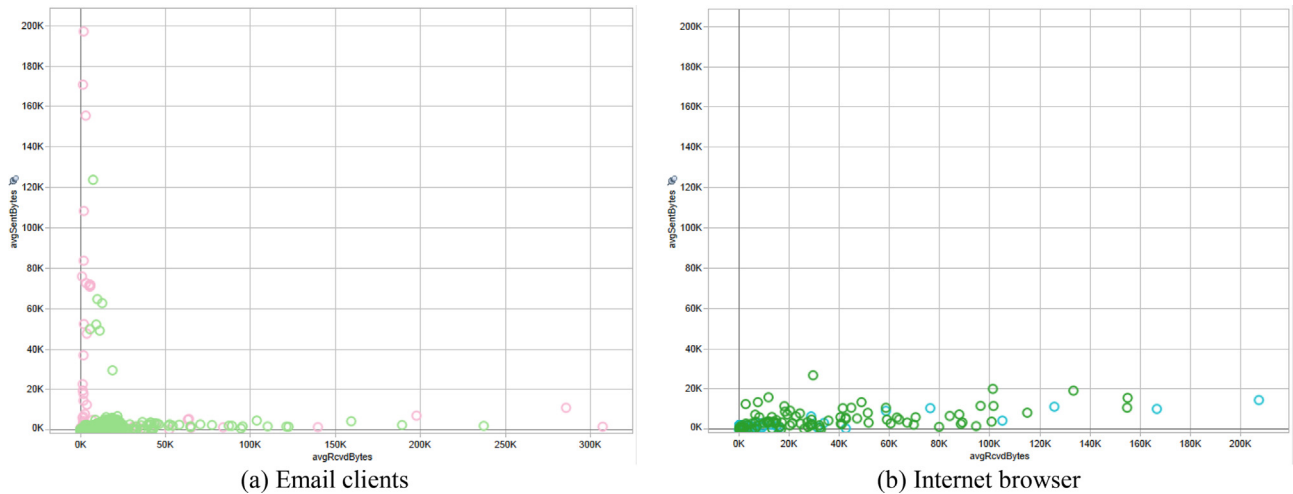 200K
180K
160K
140K
120K
100K
80K
60K
40K
20K
0K
avgSentBytes
0K 50K 100K 150K 200K 250K 300K
avgRcvdBytes
(a) Email clients
200K
180K
160K
140K
120K
100K
80K
60K
40K
20K
0K
avgSentBytes
0K 20K 40K 60K 80K 100K 120K 140K 160K 180K 200K
avgRcvdBytes
(b) Internet browser